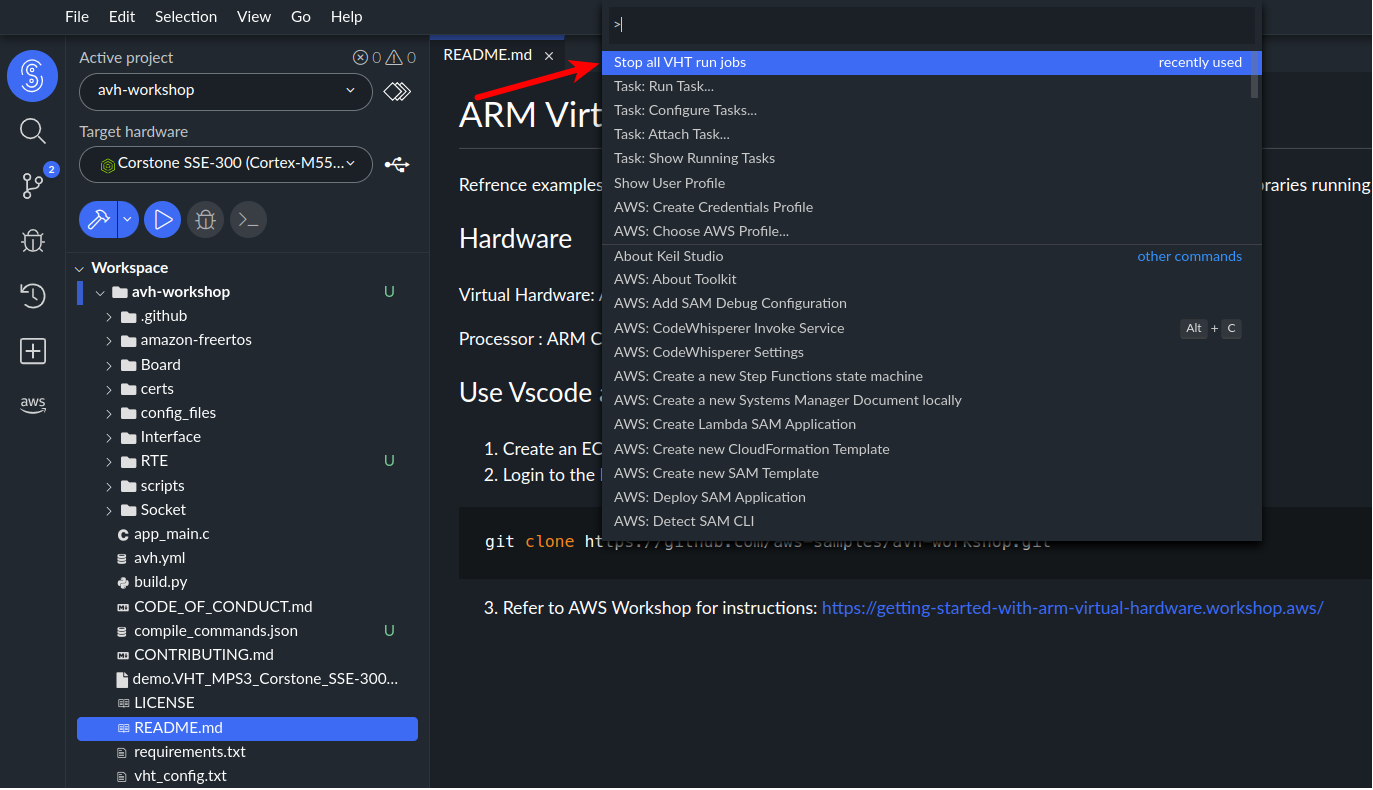 File Edit Selection View Go Help
Active project 0 0
avh-workshop
Target hardware
Corstone SSE-300 (Cortex-M55...
2
aws
Workspace
avh-workshop U
.github
amazon-freertos
Board
certs
config_files
Interface
RTE U
scripts
Socket
app_main.c
avh.yml
build.py
CODE_OF_CONDUCT.md
compile_commands.json U
CONTRIBUTING.md
demo.VHT_MPS3_Corstone_SSE-300...
LICENSE
README.md
requirements.txt
vht_config.txt
README.md ×
>
Stop all VHT run jobs recently used
Task: Run Task...
Task: Configure Tasks...
Task: Attach Task...
Task: Show Running Tasks
Show User Profile
AWS: Create Credentials Profile
AWS: Choose AWS Profile...
About Keil Studio other commands
AWS: About Toolkit
AWS: Add SAM Debug Configuration
AWS: CodeWhisperer Invoke Service Alt + C
AWS: CodeWhisperer Settings
AWS: Create a new Step Functions state machine
AWS: Create a new Systems Manager Document locally
AWS: Create Lambda SAM Application
AWS: Create new CloudFormation Template
AWS: Create new SAM Template
AWS: Deploy SAM Application
AWS: Detect SAM CLI
ARM Virt
Refrence examples braries running
Hardware
Virtual Hardware:
Processor : ARM C
Use Vscode
1. Create an EC
2. Login to the
git clone https://github.com/aws-samples/avh-workshop.git
3. Refer to AWS Workshop for instructions: https://getting-started-with-arm-virtual-hardware.workshop.aws/